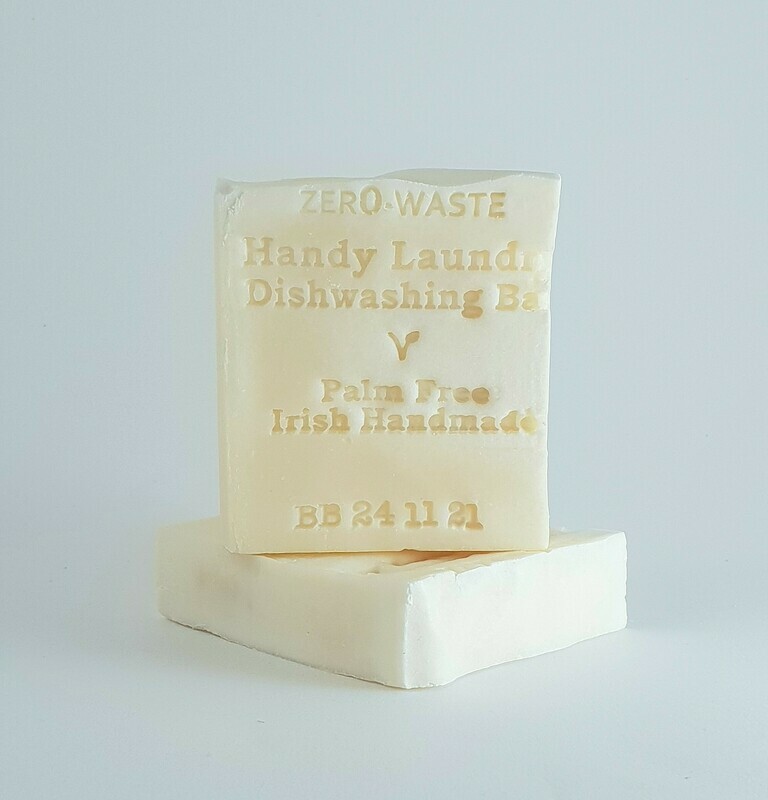 ZERO-WASTE
Handy Laundr
Dishwashing Ba
Palm Free
Irish Handmade
BB 24 11 21